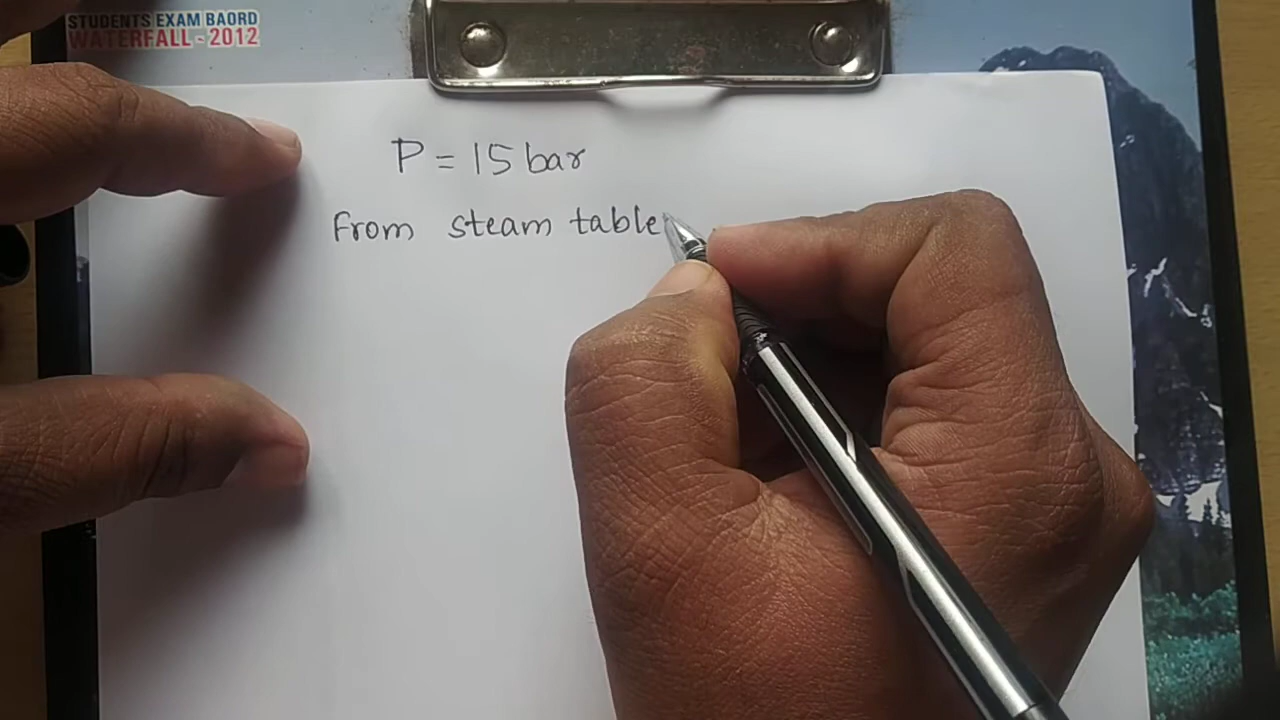 STUDENTS EXAM BAORD
WATERFALL - 2012
P = 15 bar
From steam table